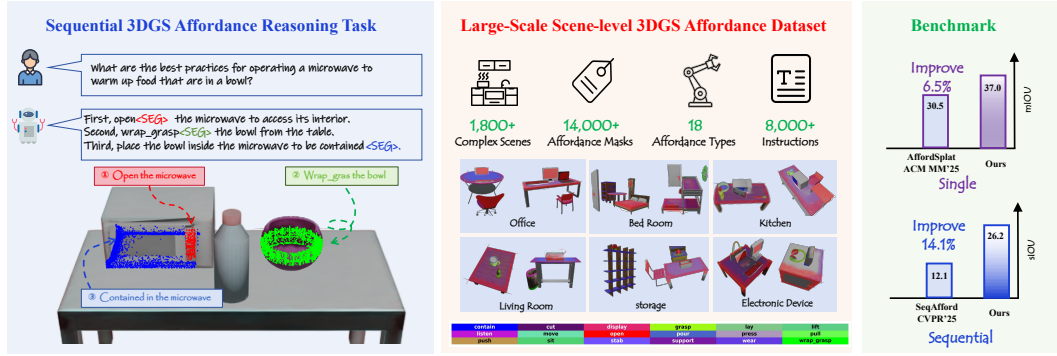 Sequential 3DGS Affordance Reasoning Task
What are the best practices for operating a microwave to
warm up food that are in a bowl?
First, open<SEG> the microwave to access its interior.
Second, wrap_grasp<SEG> the bowl from the table.
Third, place the bowl inside the microwave to be contained<SEG>.
① Open the microwave
② Wrap_gras the bowl
③ Contained in the microwave
Large-Scale Scene-level 3DGS Affordance Dataset
1,800+
Complex Scenes
14,000+
Affordance Masks
18
Affordance Types
8,000+
Instructions
Office
Bed Room
Kitchen
Living Room
storage
Electronic Device
contain cut display grasp lay lift
listen move open pour press pull
push sit stab support wear wrap_grasp
Benchmark
Improve
6.5%
30.5
37.0
mIOU
AffordSplat
ACM MM'25
Ours
Single
Improve
14.1%
12.1
26.2
sIOU
SeqAfford
CVPR'25
Ours
Sequential